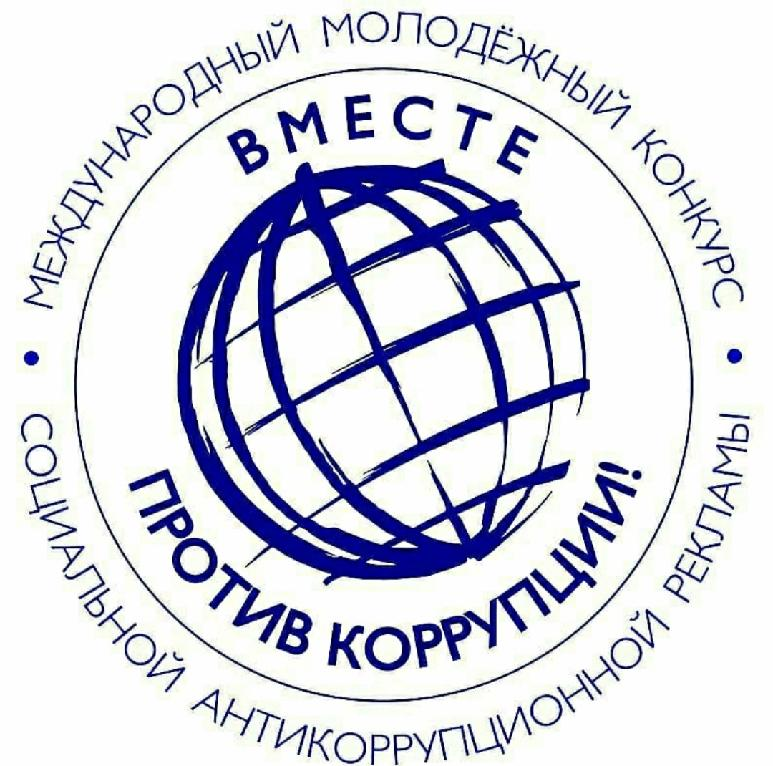 МЕЖДУНАРОДНЫЙ МОЛОДЁЖНЫЙ КОНКУРС
ВМЕСТЕ
ПРОТИВ КОРРУПЦИИ!
СОЦИАЛЬНОЙ АНТИКОРРУПЦИОННОЙ РЕКЛАМЫ